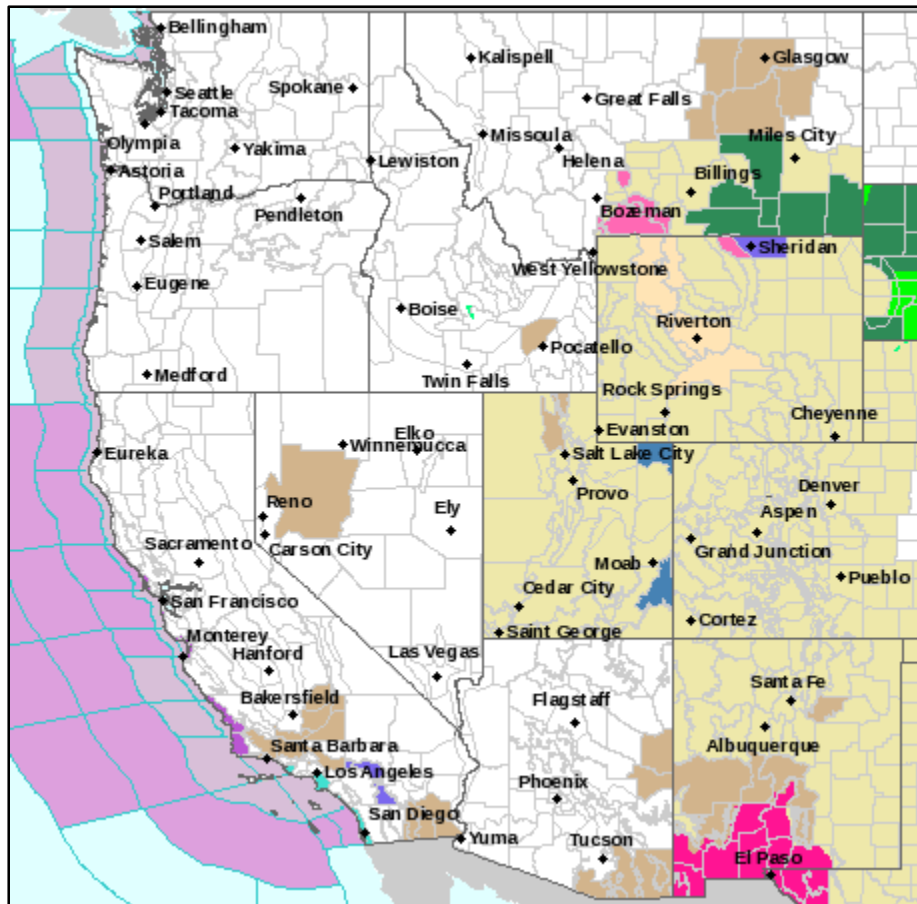 Bellingham
Kalispell
Glasgow
Seattle
Spokane
Great Falls
Tacoma
Olympia
Missoula
Miles City
Yakima
Helena
Astoria
Lewiston
Billings
Portland
Pendleton
Bozeman
Salem
Sheridan
West Yellowstone
Eugene
Boise
Riverton
Pocatello
Medford
Twin Falls
Rock Springs
Cheyenne
Elko
Evanston
Winnemucca
Eureka
Salt Lake City
Provo
Denver
Reno
Ely
Aspen
Sacramento
Carson City
Grand Junction
Moab
Pueblo
San Francisco
Cedar City
Cortez
Saint George
Monterey
Las Vegas
Hanford
Santa Fe
Bakersfield
Flagstaff
Albuquerque
Santa Barbara
Los Angeles
Phoenix
San Diego
Yuma
Tucson
El Paso